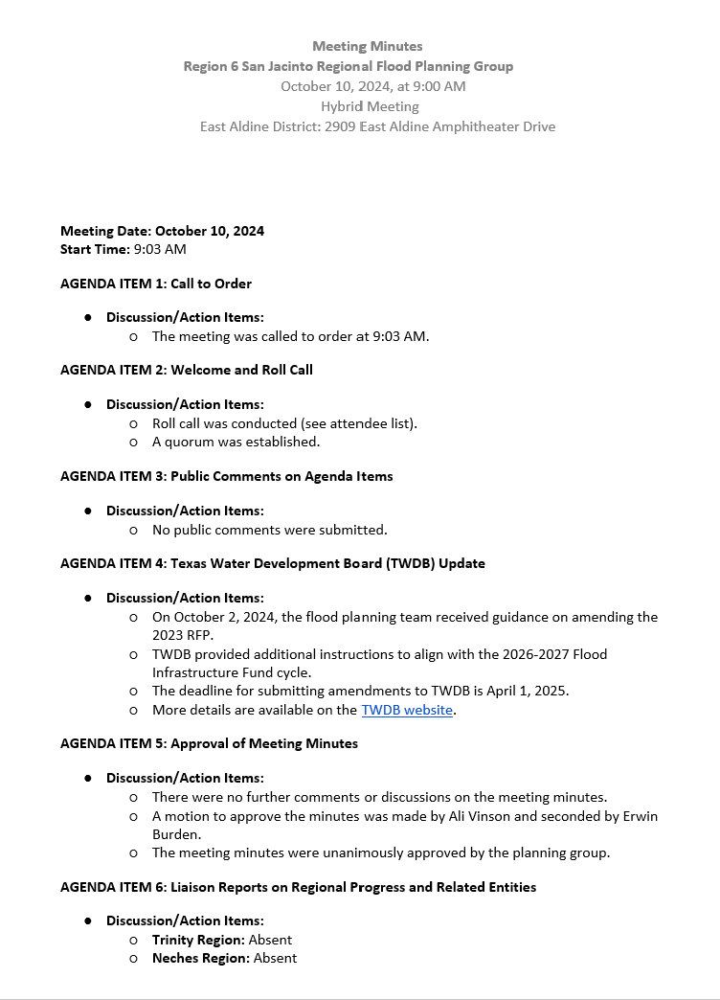 Meeting Minutes
Region 6 San Jacinto Regional Flood Planning Group
October 10, 2024, at 9:00 AM
Hybrid Meeting
East Aldine District: 2909 East Aldine Amphitheater Drive
Meeting Date: October 10, 2024
Start Time: 9:03 AM
AGENDA ITEM 1: Call to Order
● Discussion/Action Items:
○ The meeting was called to order at 9:03 AM.
AGENDA ITEM 2: Welcome and Roll Call
● Discussion/Action Items:
○ Roll call was conducted (see attendee list).
○ A quorum was established.
AGENDA ITEM 3: Public Comments on Agenda Items
● Discussion/Action Items:
○ No public comments were submitted.
AGENDA ITEM 4: Texas Water Development Board (TWDB) Update
● Discussion/Action Items:
○ On October 2, 2024, the flood planning team received guidance on amending the
2023 RFP.
○ TWDB provided additional instructions to align with the 2026-2027 Flood
Infrastructure Fund cycle.
○ The deadline for submitting amendments to TWDB is April 1, 2025.
○ More details are available on the TWDB website.
AGENDA ITEM 5: Approval of Meeting Minutes
● Discussion/Action Items:
○ There were no further comments or discussions on the meeting minutes.
○ A motion to approve the minutes was made by Ali Vinson and seconded by Erwin
Burden.
○ The meeting minutes were unanimously approved by the planning group.
AGENDA ITEM 6: Liaison Reports on Regional Progress and Related Entities
● Discussion/Action Items:
○ Trinity Region: Absent
○ Neches Region: Absent